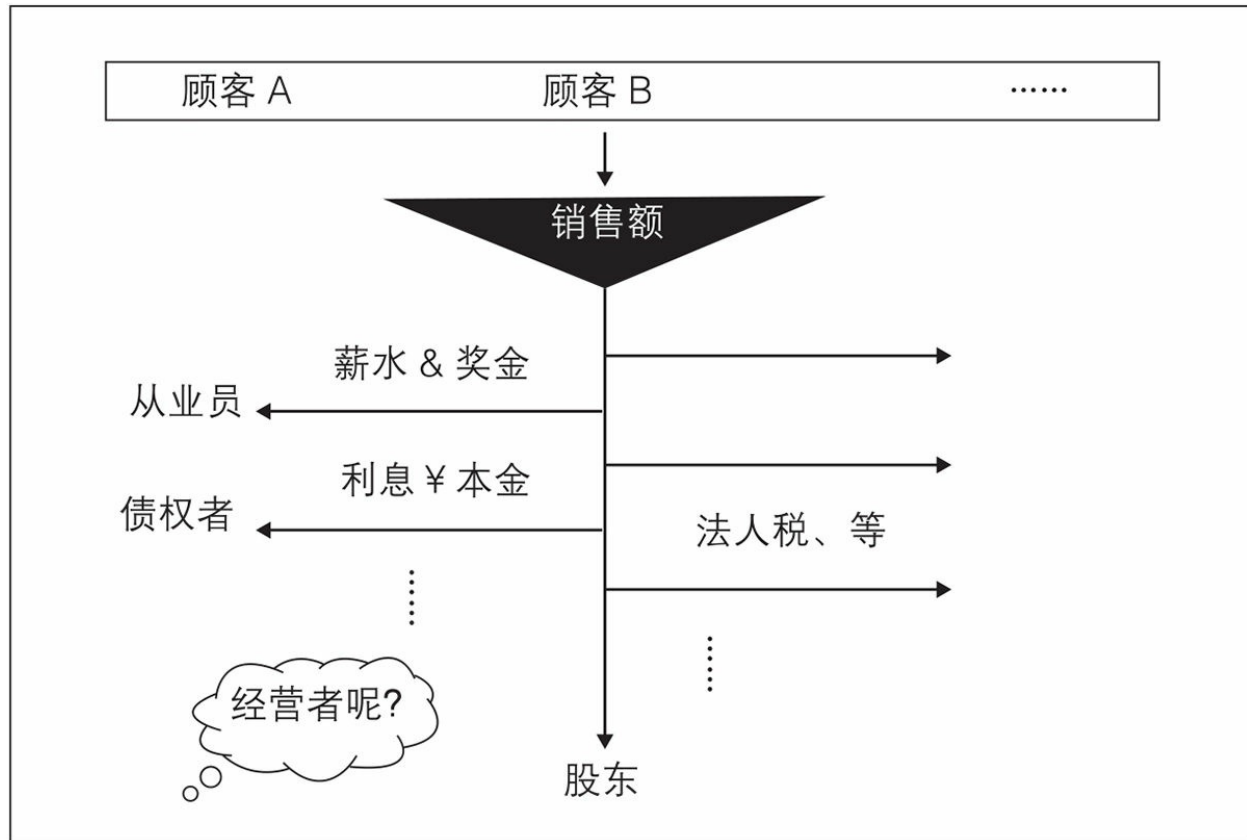 顾客 A 顾客 B ······
销售额
薪水 & 奖金
从业员
利息 ¥ 本金
债权者
法人税、等
经营者呢?
股东